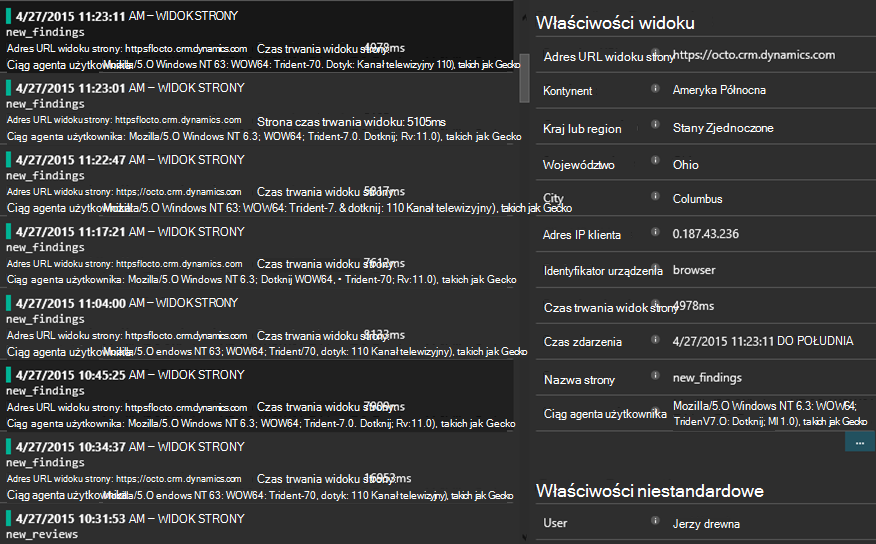 4/27/2015 11:23:11 AM – WIDOK STRONY
new_findings
Adres URL widoku strony: httpsflocto.crm.dynamics.com Czas trwania widoku strony: 4978ms
Ciąg agenta użytkownika: Mozilla/5.O Windows NT 63: WOW64: Trident-70. Dotyk: Kanał telewizyjny 110), takich jak Gecko
4/27/2015 11:23:01 AM – WIDOK STRONY
new_findings
Adres URL widoku strony: httpsflocto.crm.dynamics.com Strona czas trwania widoku: 5105ms
Ciąg agenta użytkownika: Mozilla/5.O Windows NT 6.3; WOW64; Trident-7.0. Dotknij; Rv:11.0), takich jak Gecko
4/27/2015 11:22:47 AM – WIDOK STRONY
new_findings
Adres URL widoku strony: https://octo.crm.dynamics.com Czas trwania widoku strony: 5817ms
Ciąg agenta użytkownika: Mozilla/5.O Windows NT 63: WOW64: Trident-7. & dotknij: 110 Kanał telewizyjny), takich jak Gecko
4/27/2015 11:17:21 AM – WIDOK STRONY
new_findings
Adres URL widoku strony: httpsflocto.crm.dynamics.com Czas trwania widoku strony: 7612ms
Ciąg agenta użytkownika: Mozilla/5.O Windows NT 6.3; Dotknij WOW64, • Trident-70; Rv:11.0), takich jak Gecko
4/27/2015 11:04:00 AM – WIDOK STRONY
new_findings
Adres URL widoku strony: httpsflocto.crm.dynamics.com Czas trwania widoku strony: 8133ms
Ciąg agenta użytkownika: Mozilla/5.O endows NT 63; WOW64; Trident/70, dotyk: 110 Kanał telewizyjny), takich jak Gecko
4/27/2015 10:45:25 AM – WIDOK STRONY
new_findings
Adres URL widoku strony: httpsflocto.crm.dynamics.com Czas trwania widoku strony:
Ciąg agenta użytkownika: Mozilla/5.O Windows NT 6.3; WOW64; Trident-7.0. Dotknij; Rv:11.0), takich jak Gecko
4/27/2015 10:34:37 AM – WIDOK STRONY
new_findings
Adres URL widoku strony: https://octo.crm.dynamics.com Czas trwania widoku strony: 16952ms
Ciąg agenta użytkownika: Mozilla/5.O endows NT 63: WOW64: Trident-70, dotyk: 110 Kanał telewizyjny), takich jak Gecko
4/27/2015 10:31:53 AM – WIDOK STRONY
new_reviews
Właściwości widoku
Adres URL widoku strony https://octo.crm.dynamics.com
Kontynent Ameryka Północna
Kraj lub region Stany Zjednoczone
Województwo Ohio
City Columbus
Adres IP klienta 0.187.43.236
Identyfikator urządzenia browser
Czas trwania widok strony 4978ms
Czas zdarzenia 4/27/2015 11:23:11 DO POŁUDNIA
Nazwa strony new_findings
Ciąg agenta użytkownika Mozilla/5.O Windows NT 6.3: WOW64;
TridenV7.O: Dotknij; MI 1.0), takich jak Gecko
...
Właściwości niestandardowe
User Jerzy drewna